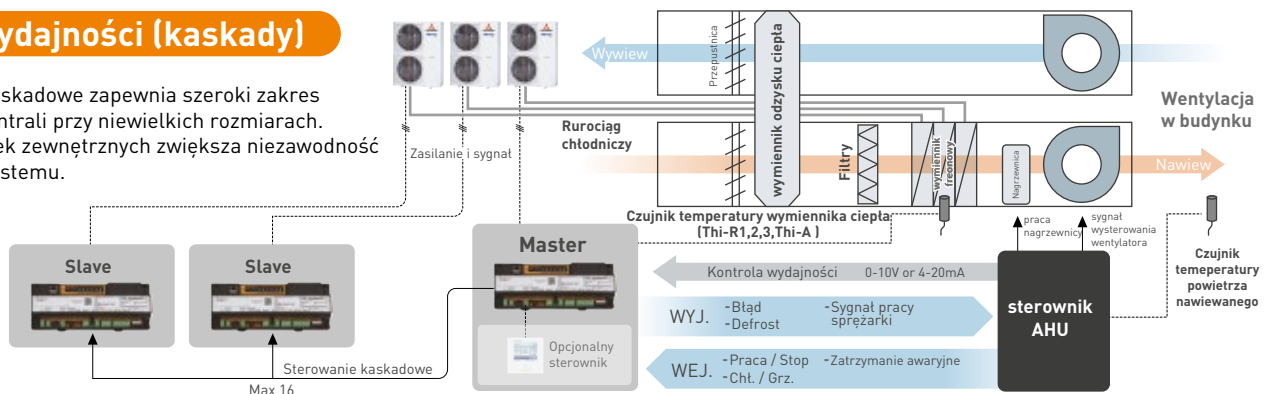 ydajności (kaskady)
skadowe zapewnia szeroki zakres
ntrali przy niewielkich rozmiarach.
ek zewnętrznych zwiększa niezawodność
stemu.
Zasilanie i sygnał
Rurociąg
chłodniczy
Wywiew
Przepustnica
wymiennik odzysku ciepła
Filtry
wymiennik
freonowy
Nagrzewnica
Wentylacja
w budynku
Nawiew
Czujnik temperatury wymiennika ciepła
(Thi-R1,2,3,Thi-A )
praca
nagrzewnicy
sygnał
wysterowania
wentylatora
Czujnik
temeperatury
powietrza
nawiewanego
Slave
Slave
Master
Opcjonalny
sterownik
Sterowanie kaskadowe
Max 16
Kontrola wydajności 0-10V or 4-20mA
WYJ.
-Błąd
-Defrost
-Sygnał pracy
sprężarki
WEJ.
-Praca / Stop
-Chł. / Grz.
-Zatrzymanie awaryjne
sterownik
AHU